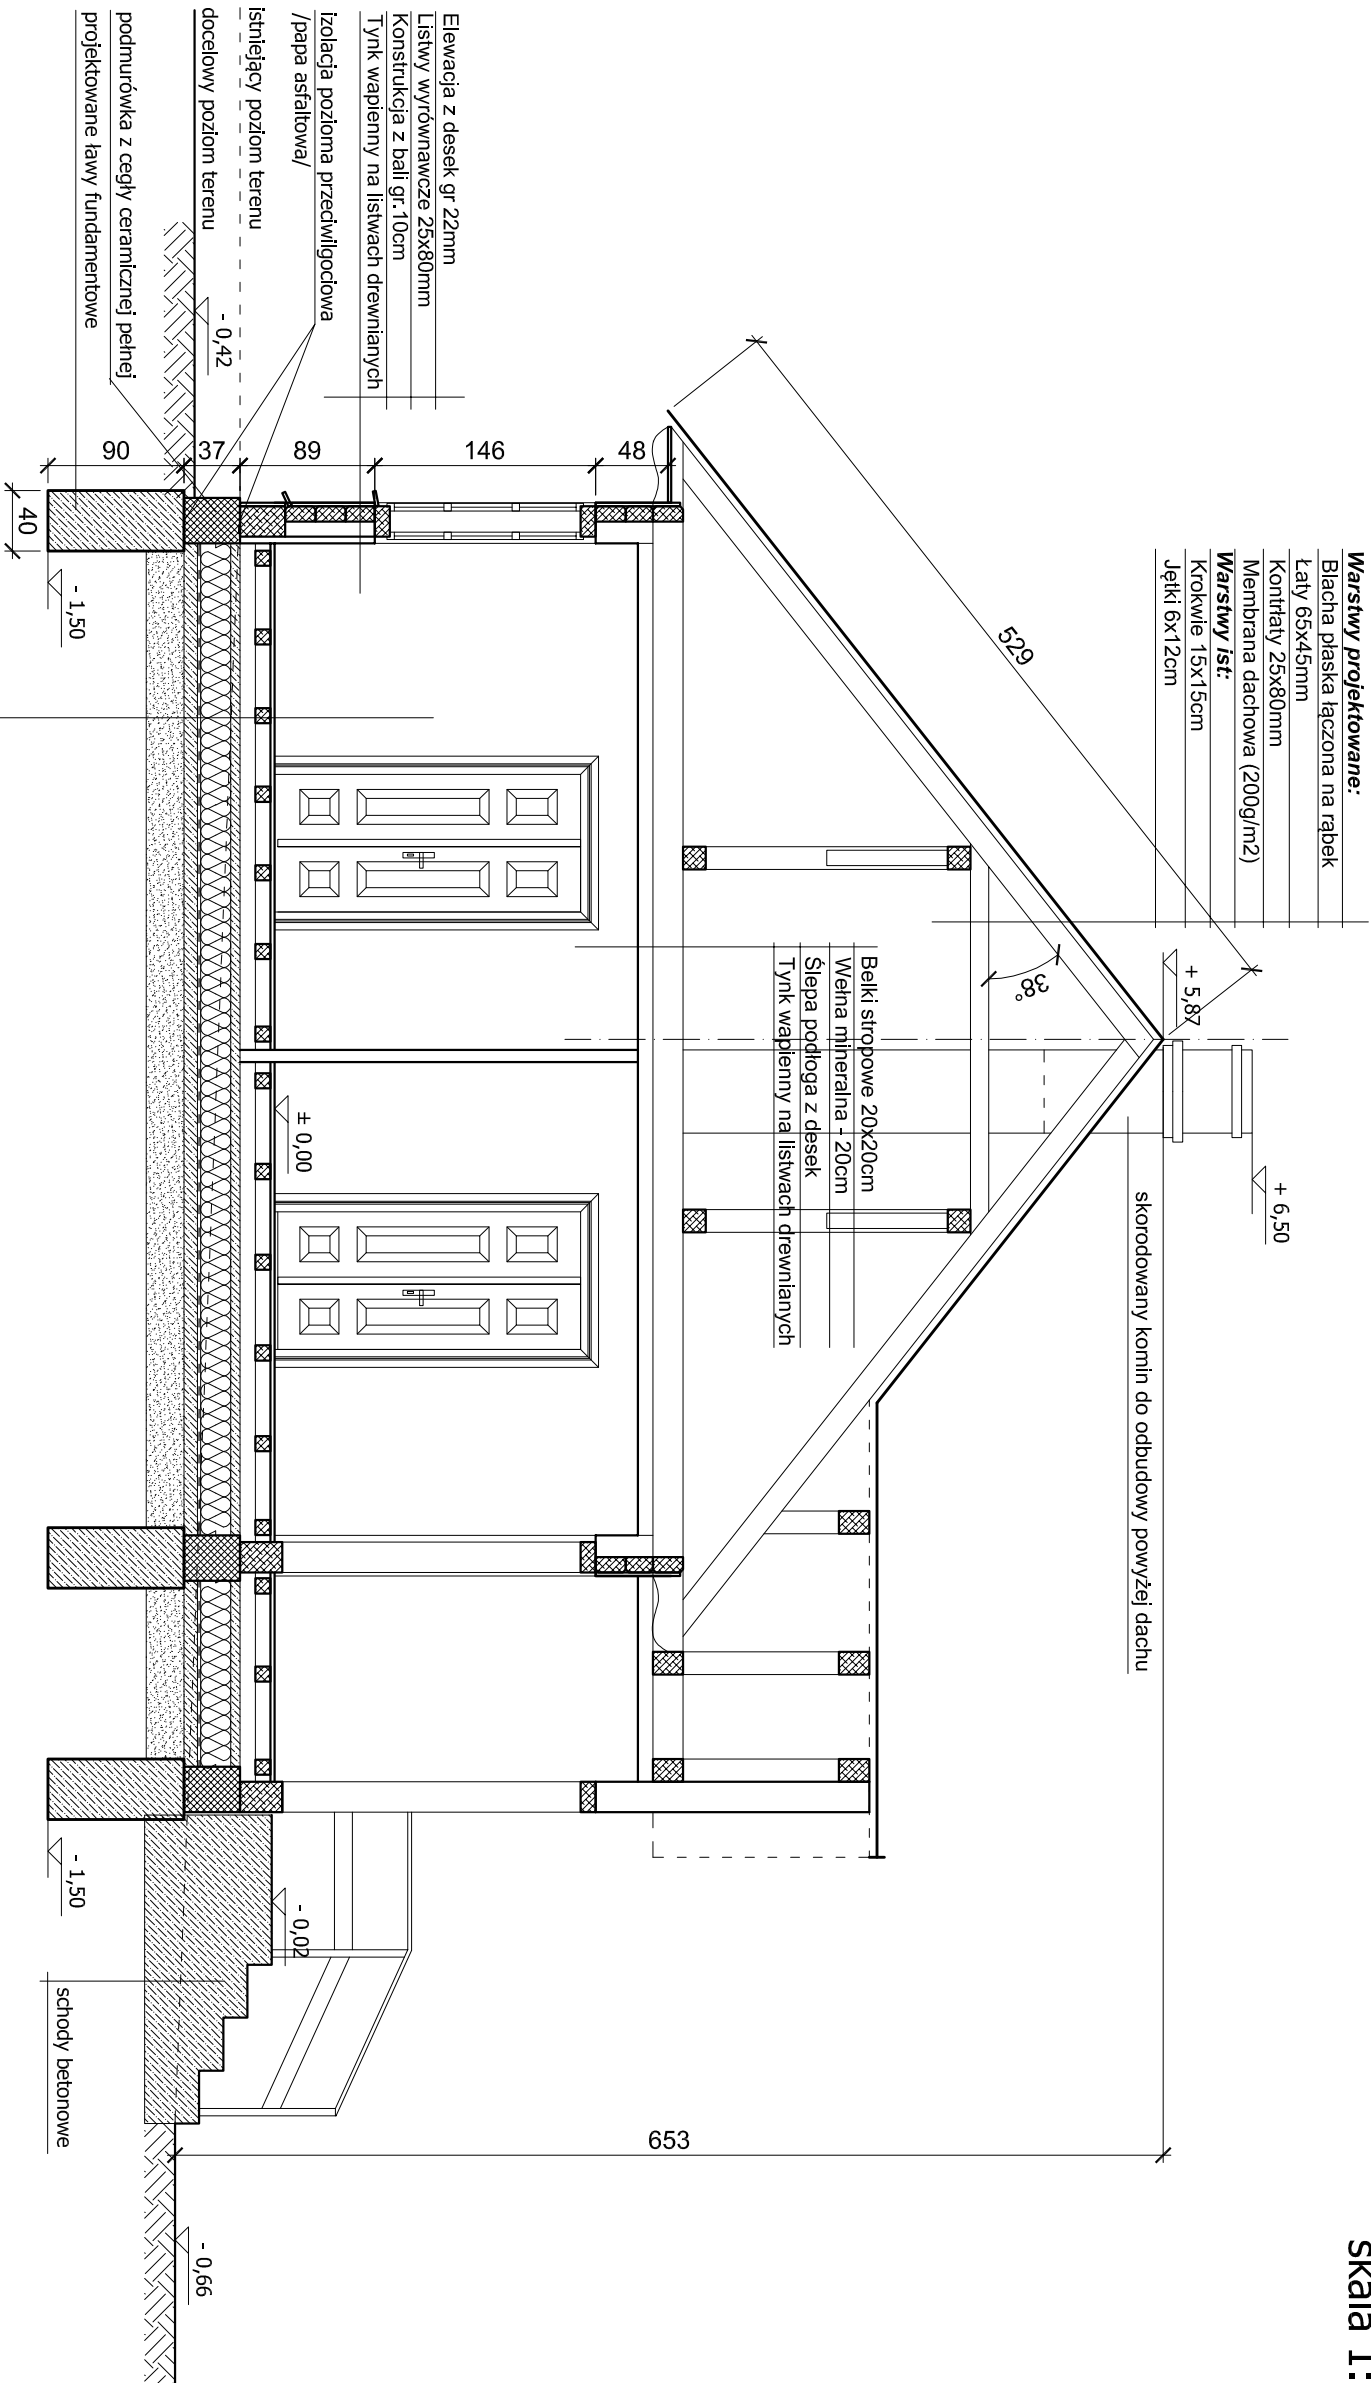 skala 1:
Warstwy projektowane:
Blacha płaska łączona na rąbek
Łaty 65x45mm
Kontrłaty 25x80mm
Membrana dachowa (200g/m2)
Warstwy ist:
Krokwie 15x15cm
Jętki 6x12cm
529
38°
+ 5,87
+ 6,50
skorodowany komin do odbudowy powyżej dachu
Belki stropowe 20x20cm
Wełna mineralna - 20cm
Ślepa podłoga z desek
Tynk wapienny na listwach drewnianych
Elewacja z desek gr 22mm
Listwy wyrównawcze 25x80mm
Konstrukcja z bali gr.10cm
Tynk wapienny na listwach drewnianych
izolacja pozioma przeciwilgociowa
/papa asfaltowa/
istniejący poziom terenu
docelowy poziom terenu
podmurówka z cegły ceramicznej pełnej
projektowane ławy fundamentowe
48
146
89
37
90
40
- 0,42
- 1,50
± 0,00
- 0,02
- 1,50
schody betonowe
653
- 0,66